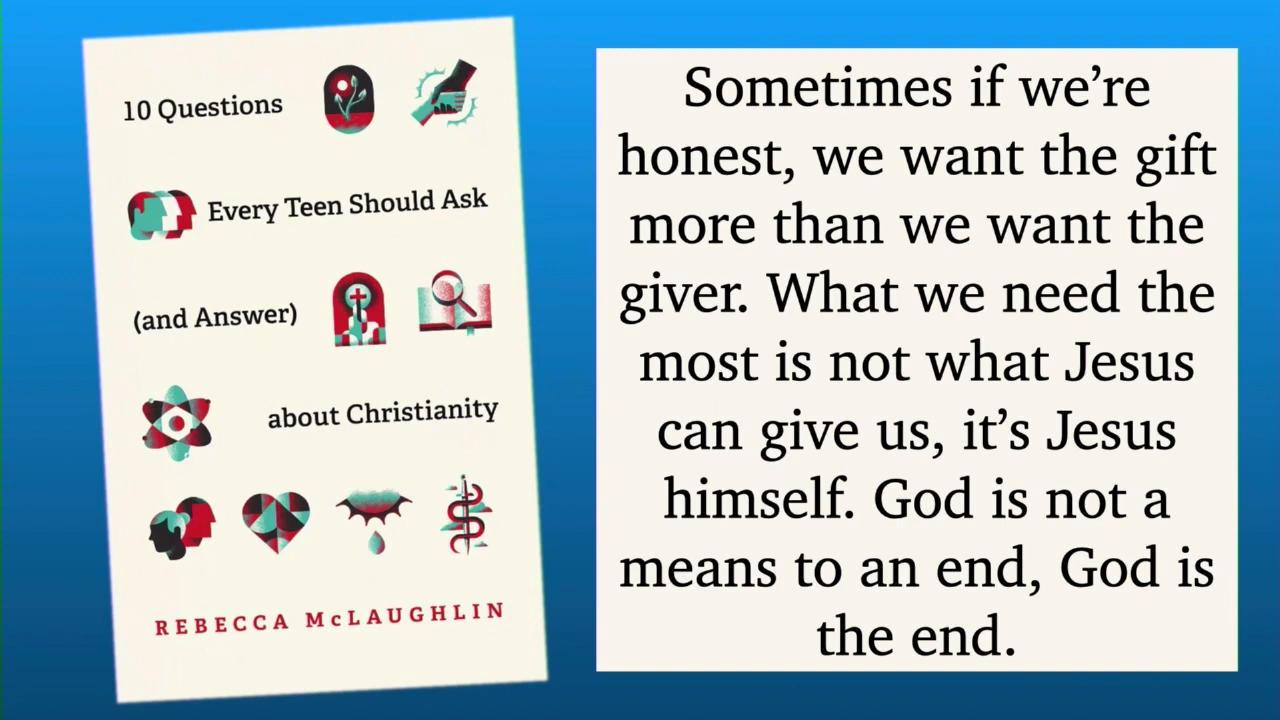 10 Questions
Every Teen Should Ask
(and Answer)
about Christianity
REBECCA McLAUGHLIN
Sometimes if we’re
honest, we want the gift
more than we want the
giver. What we need the
most is not what Jesus
can give us, it’s Jesus
himself. God is not a
means to an end, God is
the end.